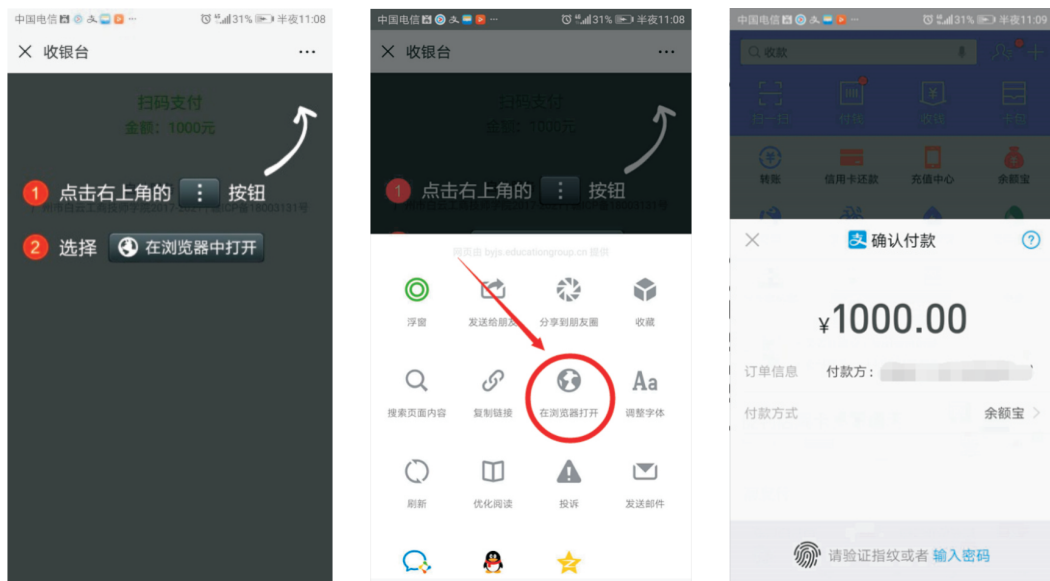 中国电信 31% 半夜11:08
收银台
扫码支付
金额：1000元
1 点击右上角的 按钮
2 选择 在浏览器中打开
中国电信 31% 半夜11:08
收银台
扫码支付
金额：1000元
1 点击右上角的 按钮
网页由 byjs.educationgroup.cn 提供
浮窗 发送给朋友 分享到朋友圈 收藏
搜索页面内容 复制链接 在浏览器打开 调整字体
Aa
刷新 优化阅读 投诉 发送邮件
中国电信 31% 半夜11:09
收款
扫一扫 付钱 收钱 卡包
转账 信用卡还款 充值中心 余额宝
支 确认付款
¥1000.00
订单信息 付款方：
付款方式 余额宝
请验证指纹或者 输入密码